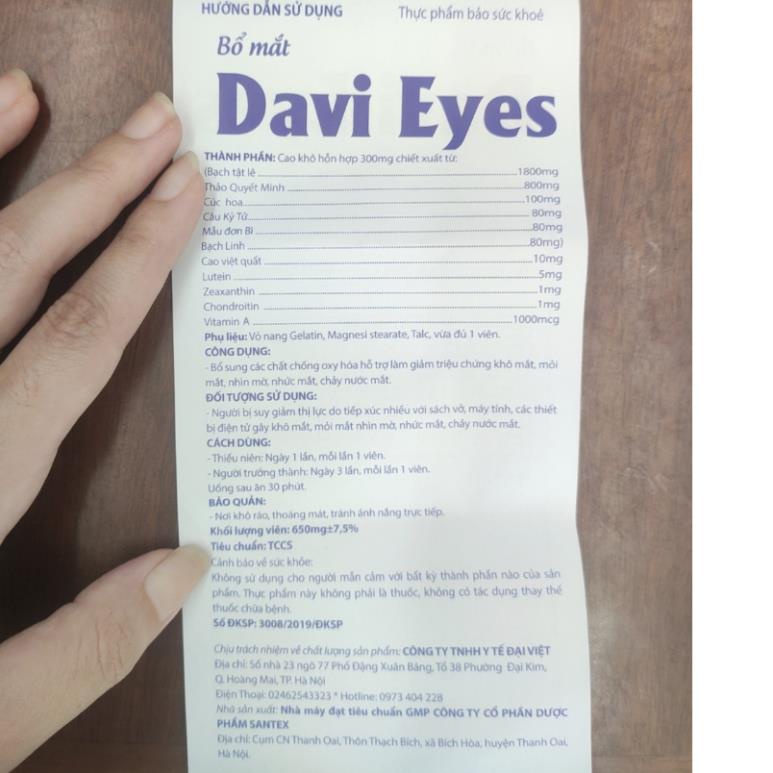 HƯỚNG DẪN SỬ DỤNG Thực phẩm bảo sức khoẻ
Bổ mắt
Davi Eyes
THÀNH PHẦN: Cao khô hỗn hợp 300mg chiết xuất từ:
(Bạch tật lê 1800mg
Thảo Quyết Minh 800mg
Cúc hoa 100mg
Câu Kỷ Tử 80mg
Mẫu đơn Bì 80mg
Bạch Linh 80mg)
Cao việt quất 10mg
Lutein 5mg
Zeaxanthin 1mg
Chondroitin 1mg
Vitamin A 1000mcg
Phụ liệu: Vỏ nang Gelatin, Magnesi stearate, Talc, vừa đủ 1 viên.
CÔNG DỤNG:
- Bổ sung các chất chống oxy hóa hỗ trợ làm giảm triệu chứng khô mắt, mỏi
mắt, nhìn mờ, nhức mắt, chảy nước mắt.
ĐỐI TƯỢNG SỬ DỤNG:
- Người bị suy giảm thị lực do tiếp xúc nhiều với sách vở, máy tính, các thiết
bị điện tử gây khô mắt, mỏi mắt nhìn mờ, nhức mắt, chảy nước mắt.
CÁCH DÙNG:
- Thiếu niên: Ngày 1 lần, mỗi lần 1 viên.
- Người trưởng thành: Ngày 3 lần, mỗi lần 1 viên.
Uống sau ăn 30 phút.
BẢO QUẢN:
- Nơi khô ráo, thoáng mát, tránh ánh nắng trực tiếp.
Khối lượng viên: 650mg±7,5%
Tiêu chuẩn: TCCS
Cảnh báo về sức khỏe:
Không sử dụng cho người mẫn cảm với bất kỳ thành phần nào của sản
phẩm. Thực phẩm này không phải là thuốc, không có tác dụng thay thế
thuốc chữa bệnh.
Số ĐKSP: 3008/2019/ĐKSP
Chịu trách nhiệm về chất lượng sản phẩm: CÔNG TY TNHH Y TẾ ĐẠI VIỆT
Địa chỉ: Số nhà 23 ngõ 77 Phố Đặng Xuân Bảng, Tổ 38 Phường Đại Kim,
Q. Hoàng Mai, TP. Hà Nội
Điện Thoại: 02462543323 * Hotline: 0973 404 228
Nhà sản xuất: Nhà máy đạt tiêu chuẩn GMP CÔNG TY CỔ PHẦN DƯỢC
PHẨM SANTEX
Địa chỉ: Cụm CN Thanh Oai, Thôn Thạch Bích, xã Bích Hòa, huyện Thanh Oai,
Hà Nội.